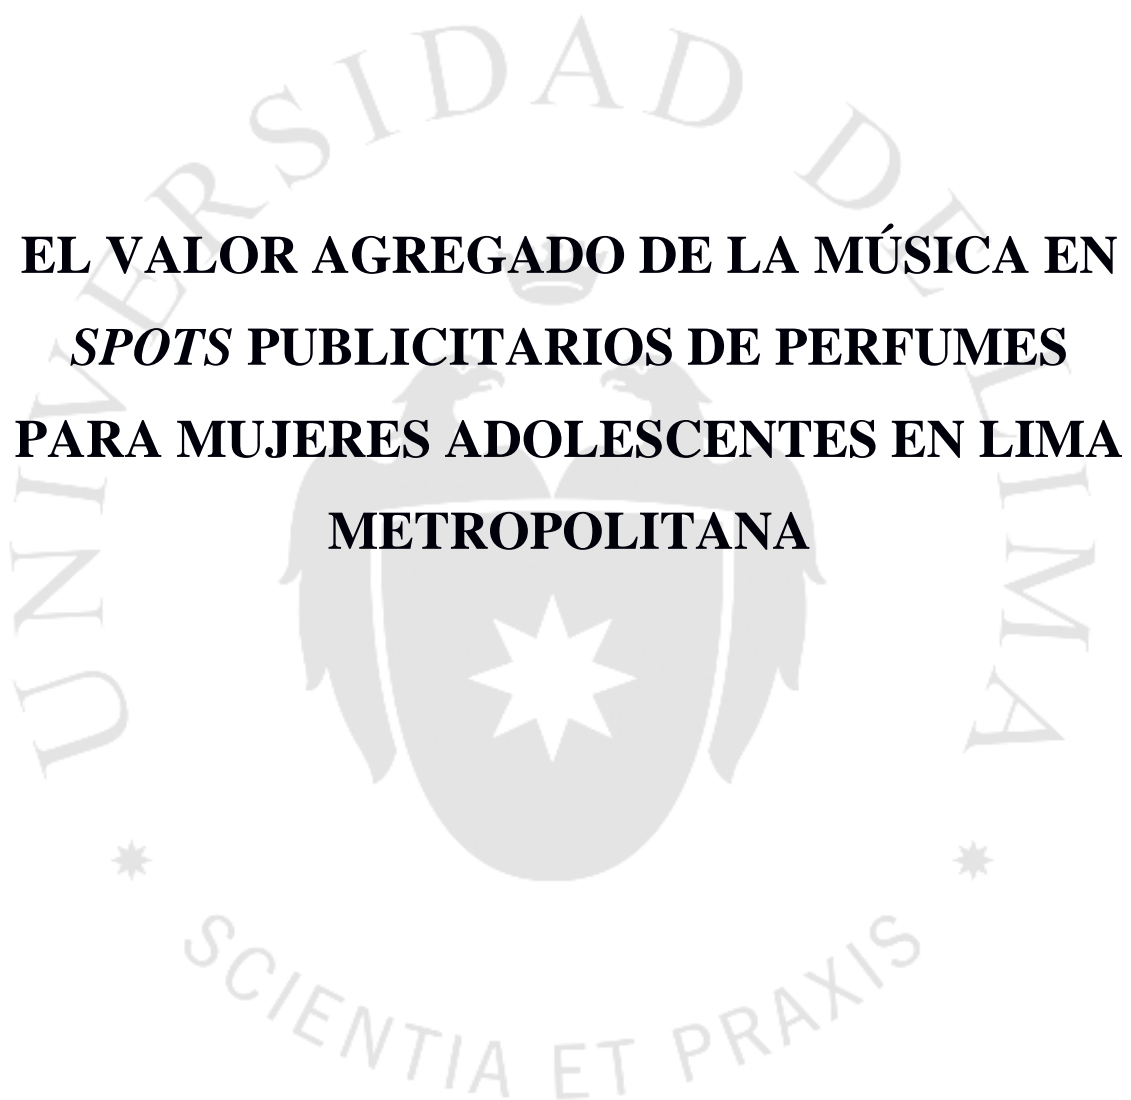 UNIVERSIDAD DE LIMA
EL VALOR AGREGADO DE LA MÚSICA EN
SPOTS PUBLICITARIOS DE PERFUMES
PARA MUJERES ADOLESCENTES EN LIMA
METROPOLITANA
SCIENTIA ET PRAXIS